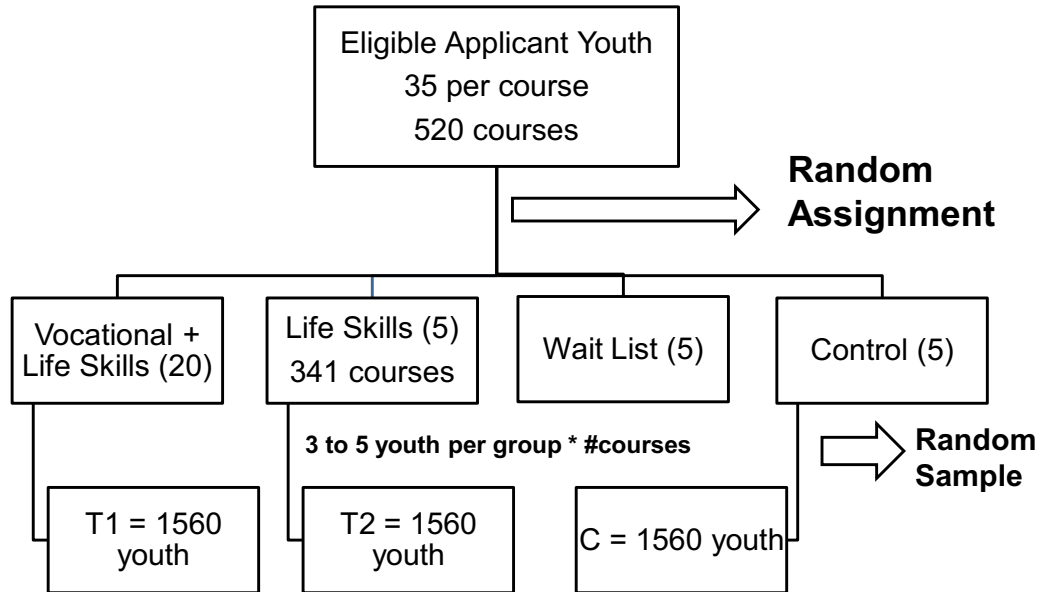 Eligible Applicant Youth
35 per course
520 courses
Random
Assignment
Vocational +
Life Skills (20)
Life Skills (5)
341 courses
Wait List (5)
Control (5)
3 to 5 youth per group * #courses
Random
Sample
T1 = 1560
youth
T2 = 1560
youth
C = 1560 youth